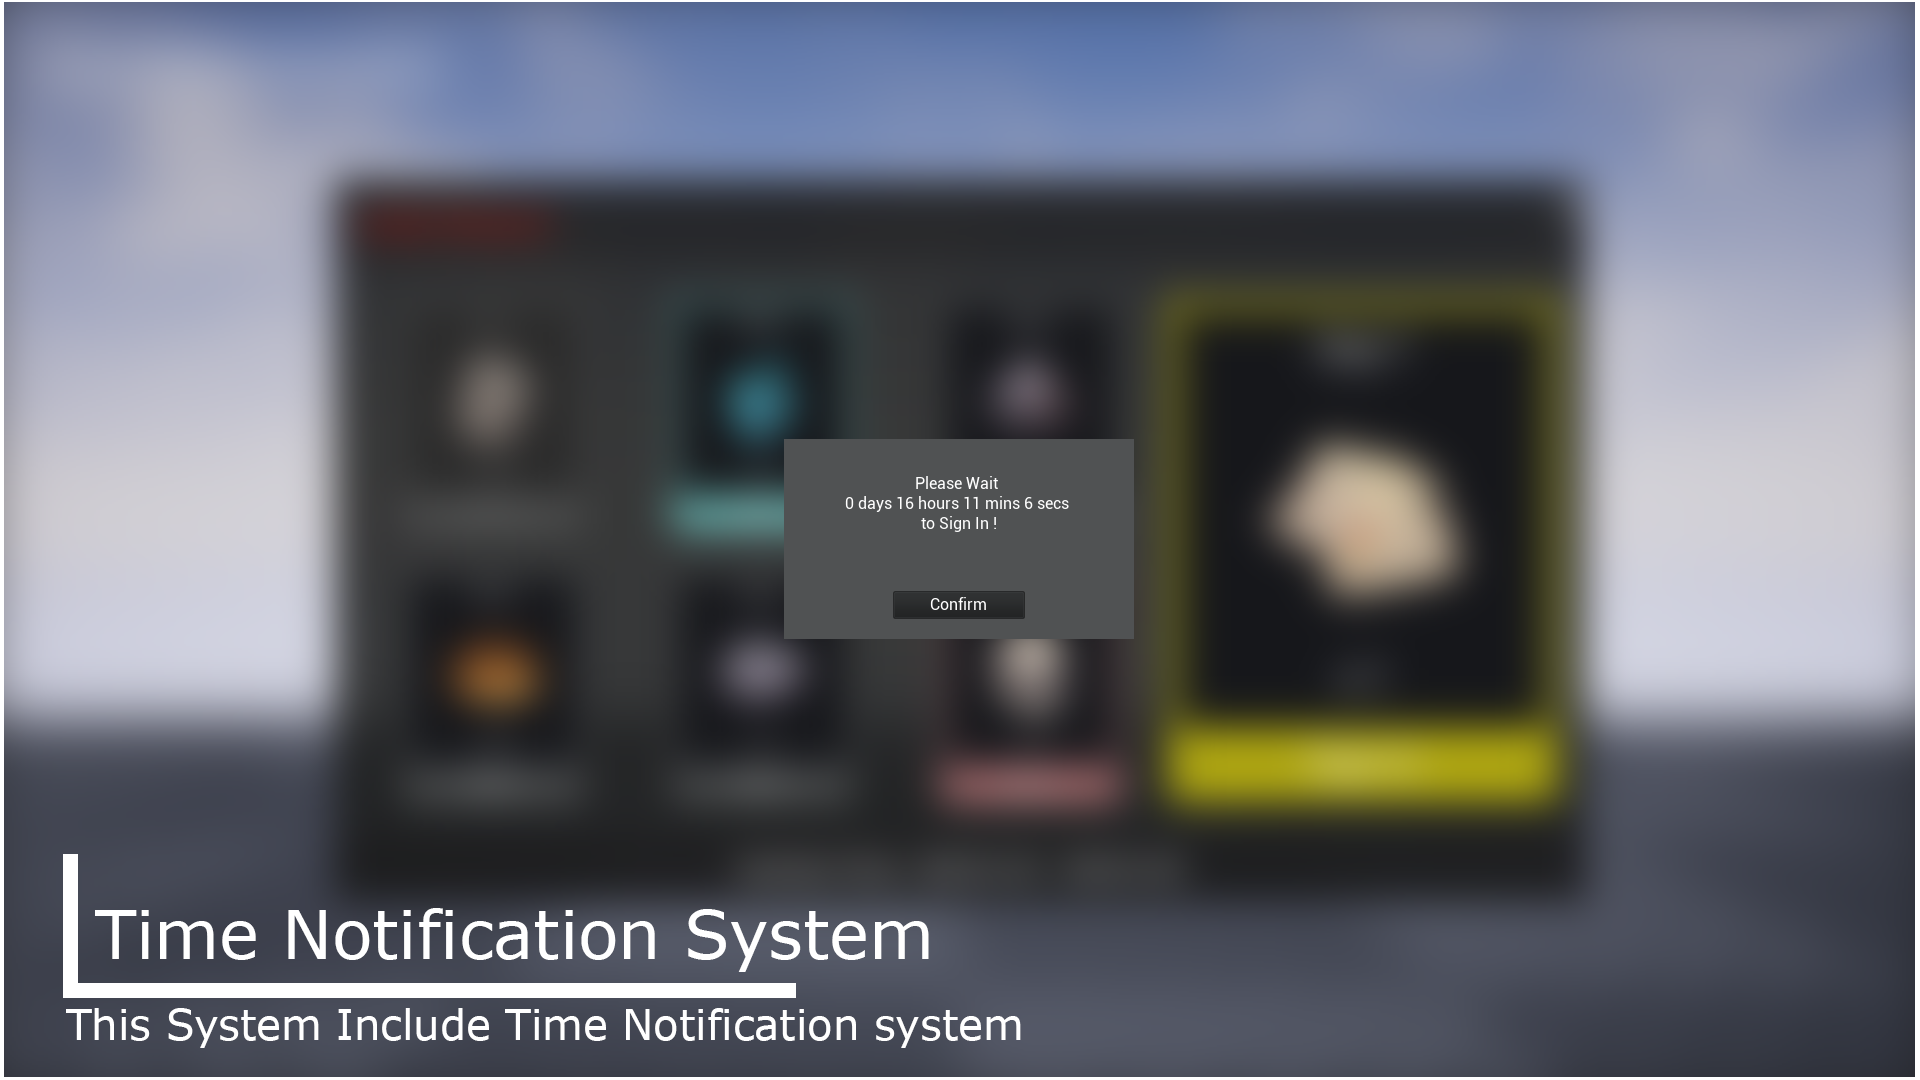 Please Wait
0 days 16 hours 11 mins 6 secs
to Sign In !
Confirm
Time Notification System
This System Include Time Notification system